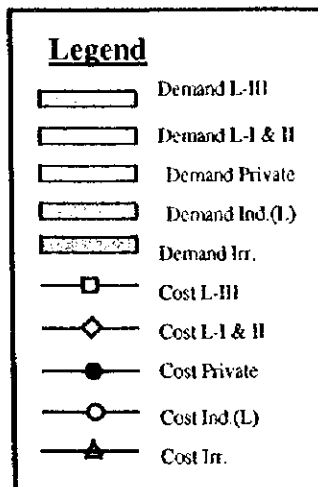 Legend
Demand L-III
Demand L-I & II
Demand Private
Demand Ind.(L)
Demand Irr.
Cost L-III
Cost L-I & II
Cost Private
Cost Ind.(L)
Cost Irr.